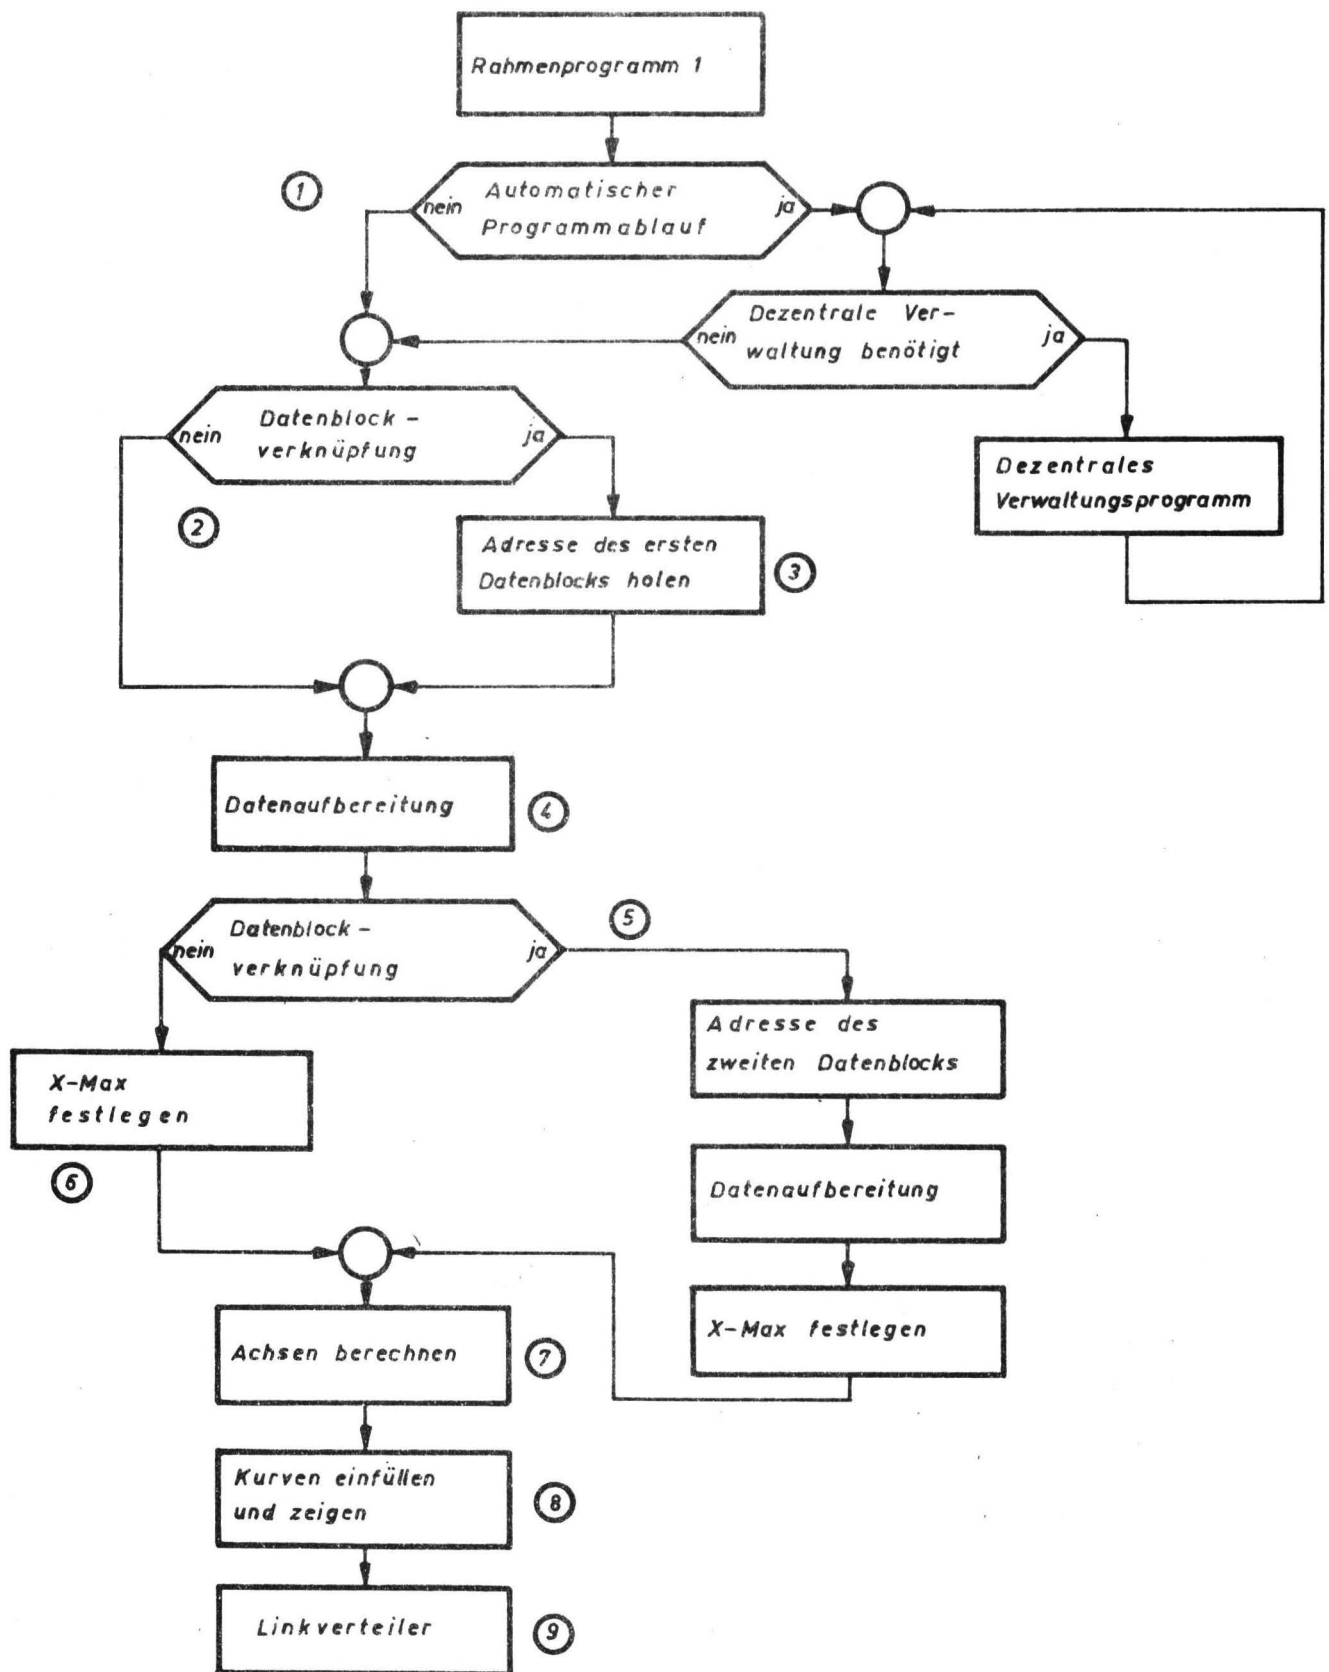 Rahmenprogramm 1
1
nein
Automatischer
Programmablauf
ja
nein
Dezentrale Ver-
waltung benötigt
ja
nein
Datenblock-
verknüpfung
ja
2
Dezentrales
Verwaltungsprogramm
Adresse des ersten
Datenblocks holen
3
Datenaufbereitung
4
nein
Datenblock-
verknüpfung
ja
5
Adresse des
zweiten Datenblocks
X-Max
festlegen
6
Datenaufbereitung
X-Max festlegen
Achsen berechnen
7
Kurven einfüllen
und zeigen
8
Linkverteiler
9